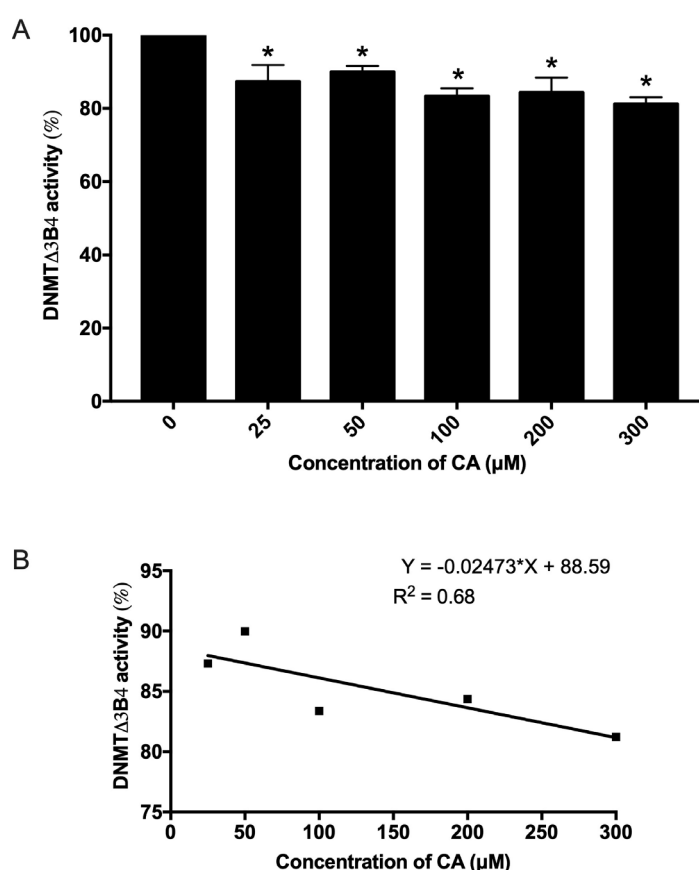 A
DNMTΔ3B4 activity (%)
100
80
60
40
20
0
* * * * *
0 25 50 100 200 300
Concentration of CA (µM)
B
DNMTΔ3B4 activity (%)
95
90
85
80
75
Y = -0.02473*X + 88.59
R² = 0.68
0 50 100 150 200 250 300
Concentration of CA (µM)